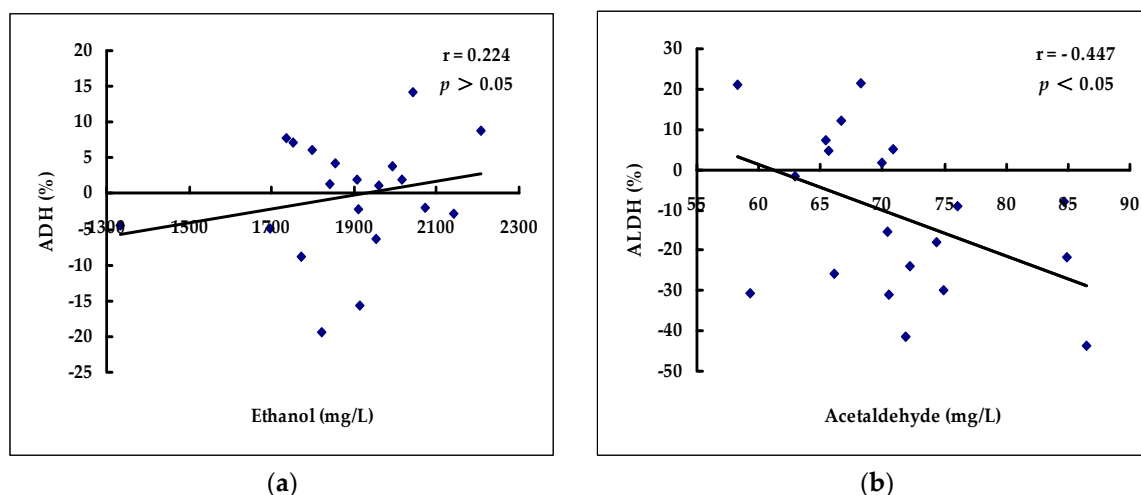 r = 0.224
p > 0.05
ADH (%)
20
15
10
5
0
-5
-10
-15
-20
-25
1300 1500 1700 1900 2100 2300
Ethanol (mg/L)
(a)
r = - 0.447
p < 0.05
ALDH (%)
30
20
10
0
-10
-20
-30
-40
-50
55 60 65 70 75 80 85 90
Acetaldehyde (mg/L)
(b)